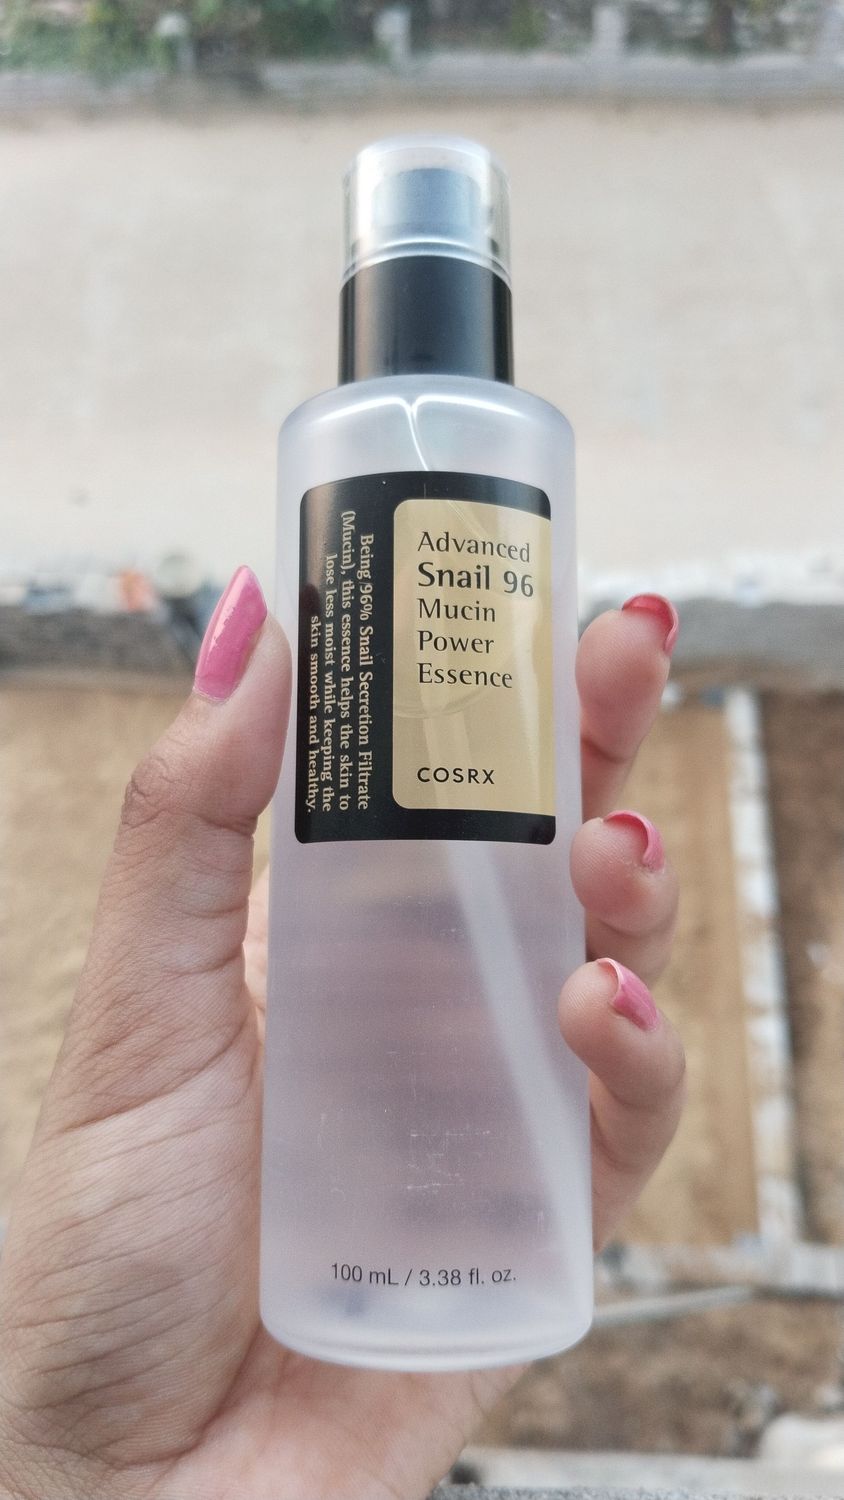 Advanced
Snail 96
Mucin
Power
Essence
COSRX
Being 96% Snail Secretion Filtrate
(Mucin), this essence helps the skin to
lose less moist while keeping the
skin smooth and healthy.
100 mL / 3.38 fl. oz.